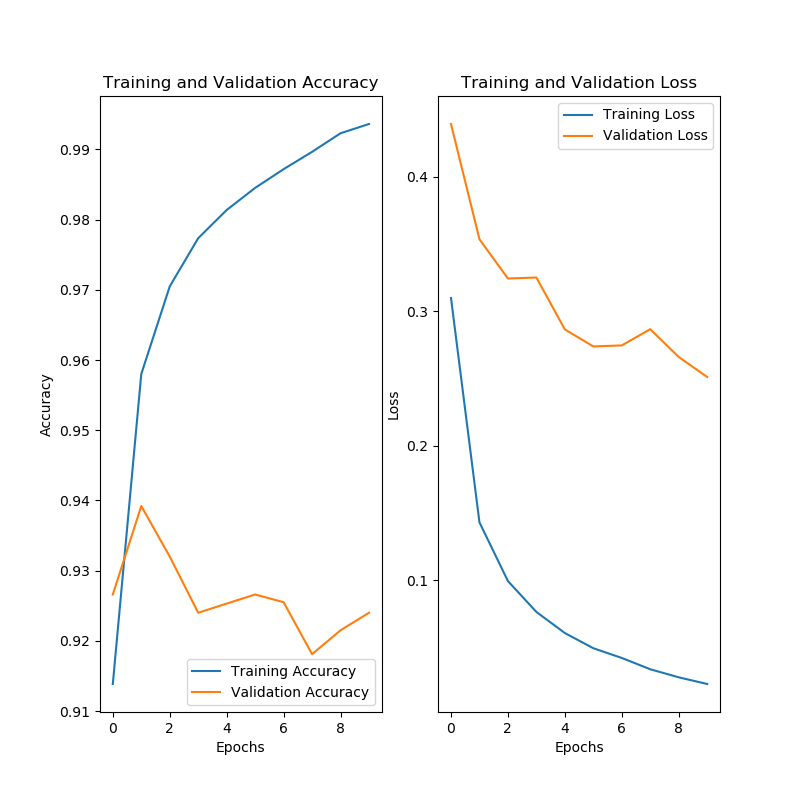 Training and Validation Accuracy
0.99
0.98
0.97
0.96
0.95
0.94
0.93
0.92
0.91
Accuracy
Training Accuracy
Validation Accuracy
0 2 4 6 8
Epochs
Training and Validation Loss
Training Loss
Validation Loss
0.4
0.3
0.2
0.1
Loss
0 2 4 6 8
Epochs